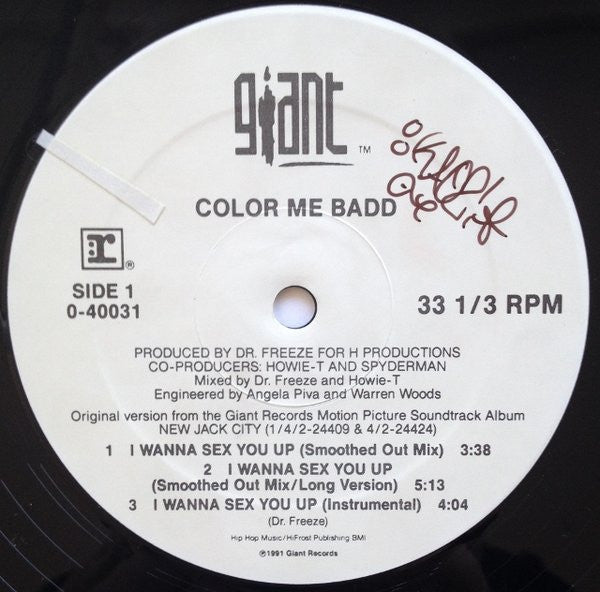 giant™
COLOR ME BADD
r®
SIDE 1
0-40031
33 1/3 RPM
PRODUCED BY DR. FREEZE FOR H PRODUCTIONS
CO-PRODUCERS: HOWIE-T AND SPYDERMAN
Mixed by Dr. Freeze and Howie-T
Engineered by Angela Piva and Warren Woods
Original version from the Giant Records Motion Picture Soundtrack Album
NEW JACK CITY (1/4/2-24409 & 4/2-24424)
1 I WANNA SEX YOU UP (Smoothed Out Mix) 3:38
2 I WANNA SEX YOU UP
(Smoothed Out Mix/Long Version) 5:13
3 I WANNA SEX YOU UP (Instrumental) 4:04
(Dr. Freeze)
Hip Hop Music/HiFrost Publishing BMI
℗1991 Giant Records